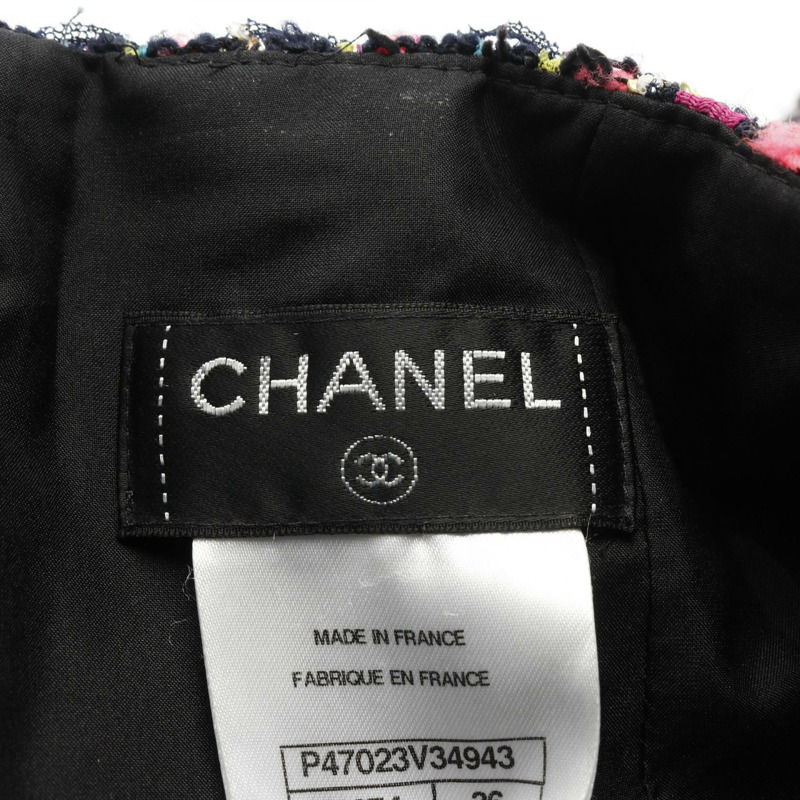 CHANEL
MADE IN FRANCE
FABRIQUE EN FRANCE
P47023V34943